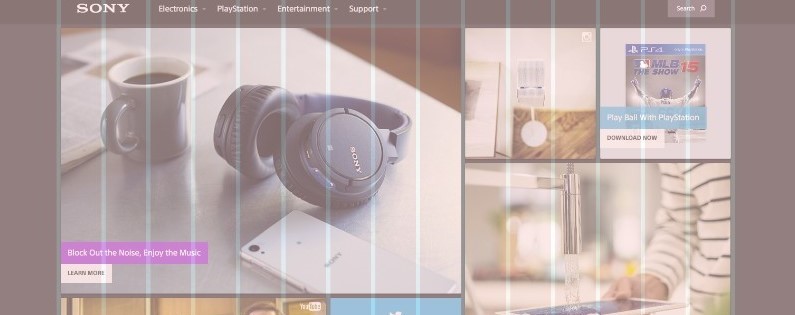 SONY
Electronics
PlayStation
Entertainment
Support
Search
PS4
MLB
THE SHOW 15
Play Ball With PlayStation
DOWNLOAD NOW
SONY
SONY
Block Out the Noise, Enjoy the Music
LEARN MORE
YouTube